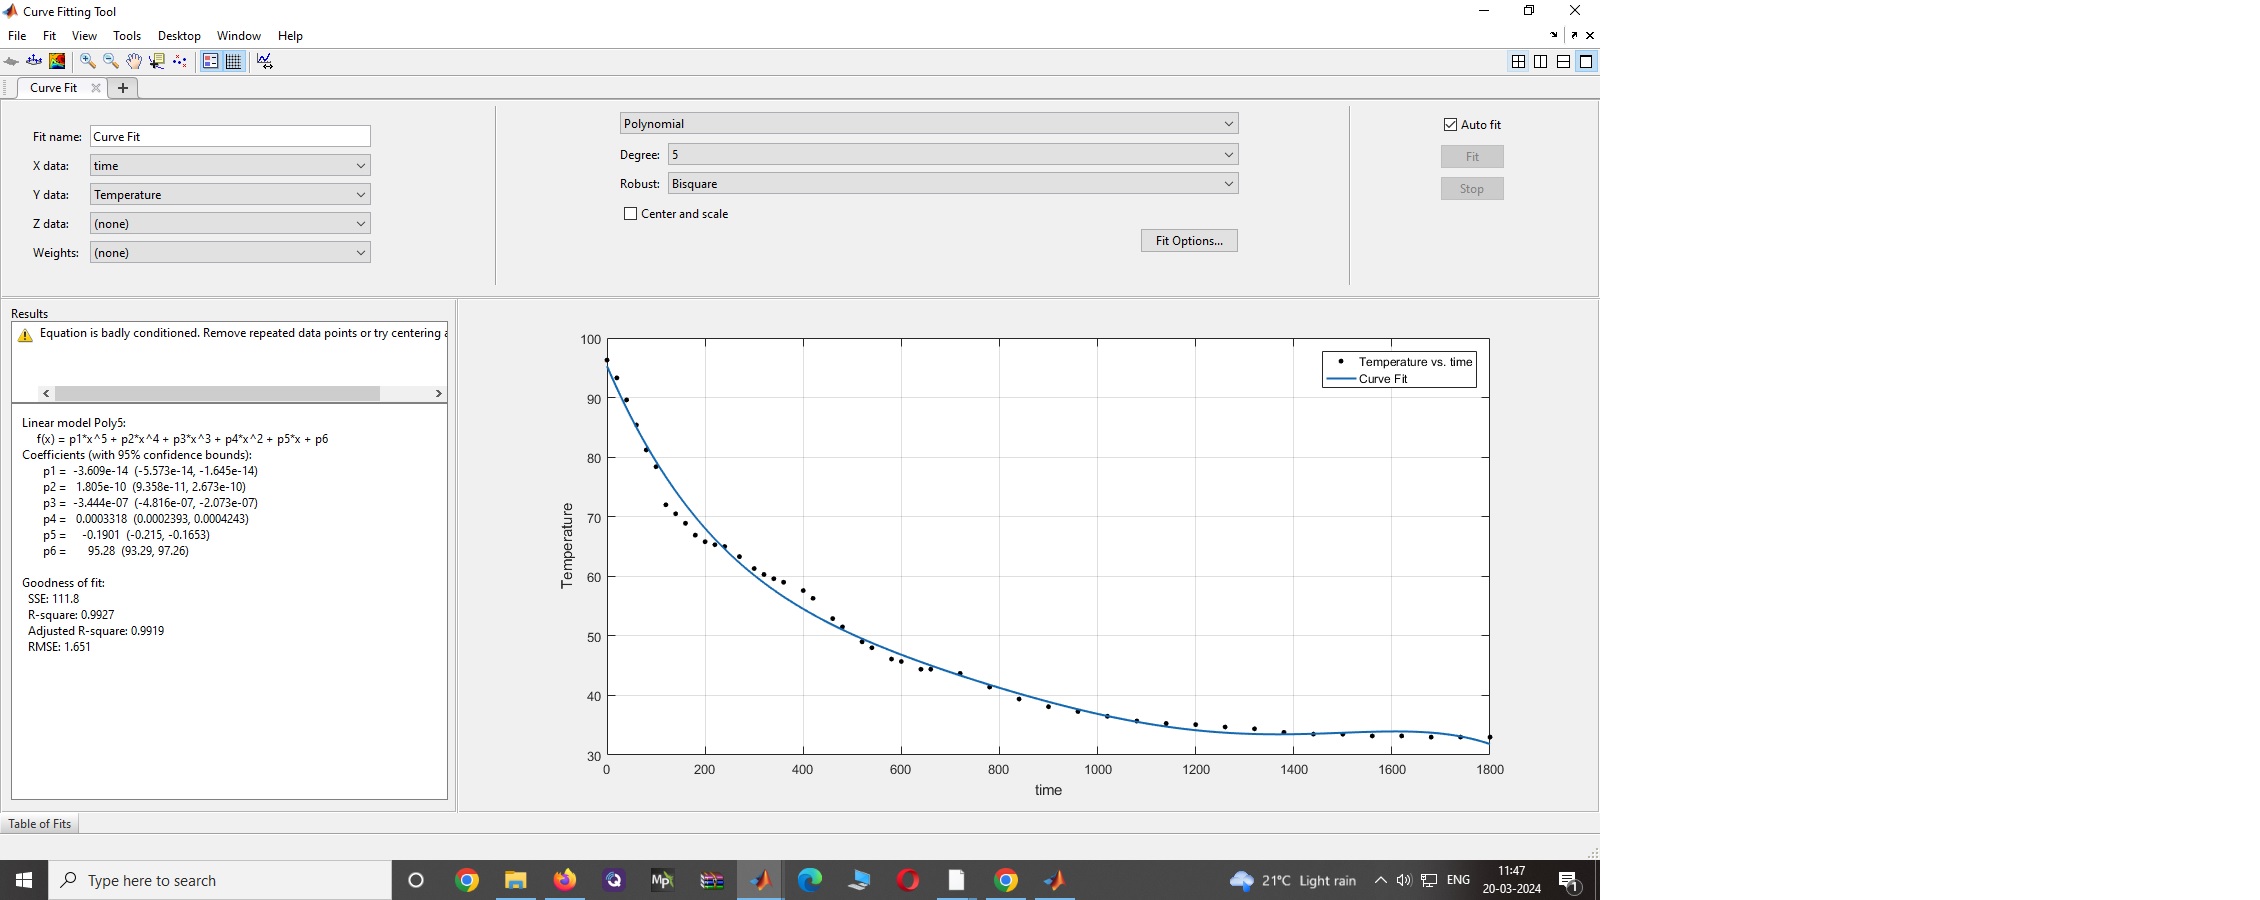 Curve Fitting Tool
File Fit View Tools Desktop Window Help
Curve Fit
Fit name: Curve Fit
X data: time
Y data: Temperature
Z data: (none)
Weights: (none)
Polynomial
Degree: 5
Robust: Bisquare
Center and scale
Fit Options...
Auto fit
Fit
Stop
Results
Equation is badly conditioned. Remove repeated data points or try centering a
Linear model Poly5:
f(x) = p1*x^5 + p2*x^4 + p3*x^3 + p4*x^2 + p5*x + p6
Coefficients (with 95% confidence bounds):
p1 = -3.609e-14 (-5.573e-14, -1.645e-14)
p2 = 1.805e-10 (9.358e-11, 2.673e-10)
p3 = -3.444e-07 (-4.816e-07, -2.073e-07)
p4 = 0.0003318 (0.0002393, 0.0004243)
p5 = -0.1901 (-0.215, -0.1653)
p6 = 95.28 (93.29, 97.26)
Goodness of fit:
SSE: 111.8
R-square: 0.9927
Adjusted R-square: 0.9919
RMSE: 1.651
Temperature vs. time
Curve Fit
100
90
80
70
60
50
40
30
Temperature
0 200 400 600 800 1000 1200 1400 1600 1800
time
Table of Fits
Type here to search
Mp
21°C Light rain
ENG
11:47
20-03-2024
1